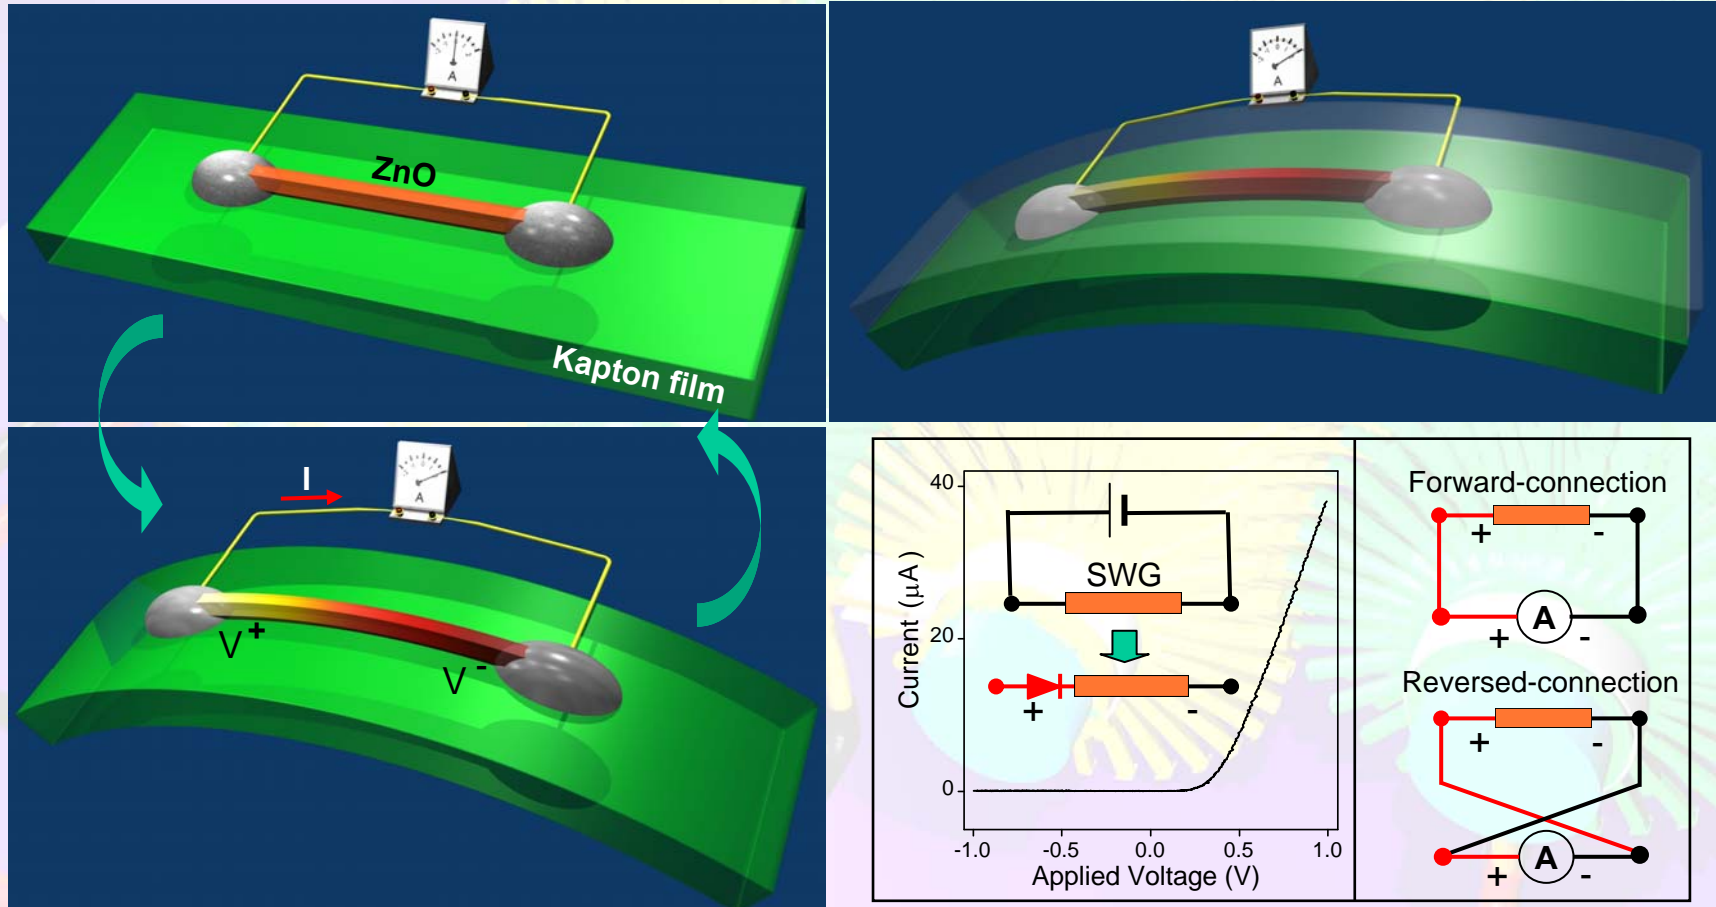 A
ZnO
Kapton film
A
I
A
V +
V -
40
20
0
Current (µA)
SWG
+
-
-1.0
-0.5
0.0
0.5
1.0
Applied Voltage (V)
Forward-connection
+
-
A
+
-
Reversed-connection
+
-
A
+
-